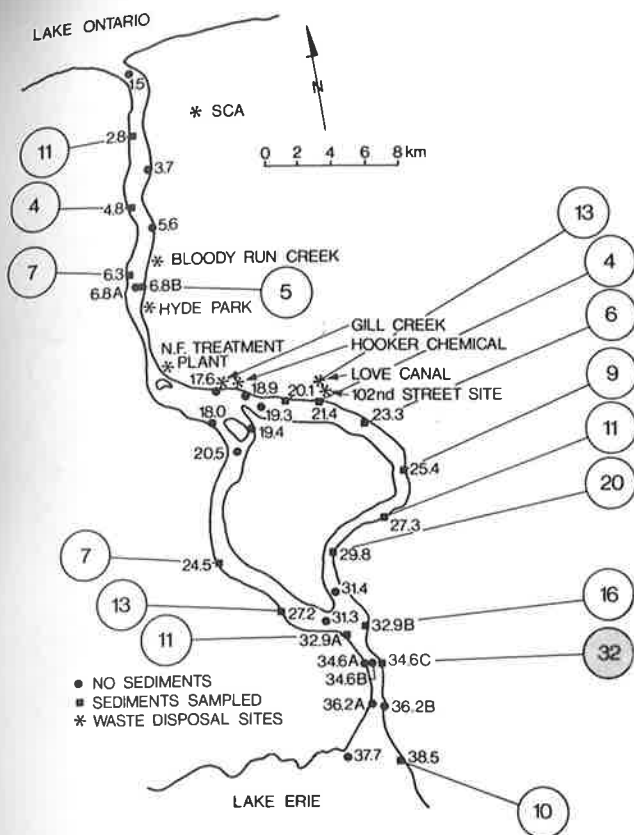 LAKE ONTARIO
1.5
N
* SCA
11
2.8
0 2 4 6 8 km
3.7
13
4
4.8
5.6
4
BLOODY RUN CREEK
7
6.3
6.8A
6.8B
5
6
HYDE PARK
GILL CREEK
N.F. TREATMENT
PLANT
HOOKER CHEMICAL
LOVE CANAL
9
17.6
18.9
20.1
102nd STREET SITE
19.3
21.4
23.3
18.0
19.4
11
20.5
25.4
20
27.3
7
24.5
29.8
31.4
16
13
27.2
31.3
32.9B
11
32.9A
32
34.6A
34.6C
34.6B
● NO SEDIMENTS
■ SEDIMENTS SAMPLED
* WASTE DISPOSAL SITES
36.2A
36.2B
37.7
38.5
LAKE ERIE
10